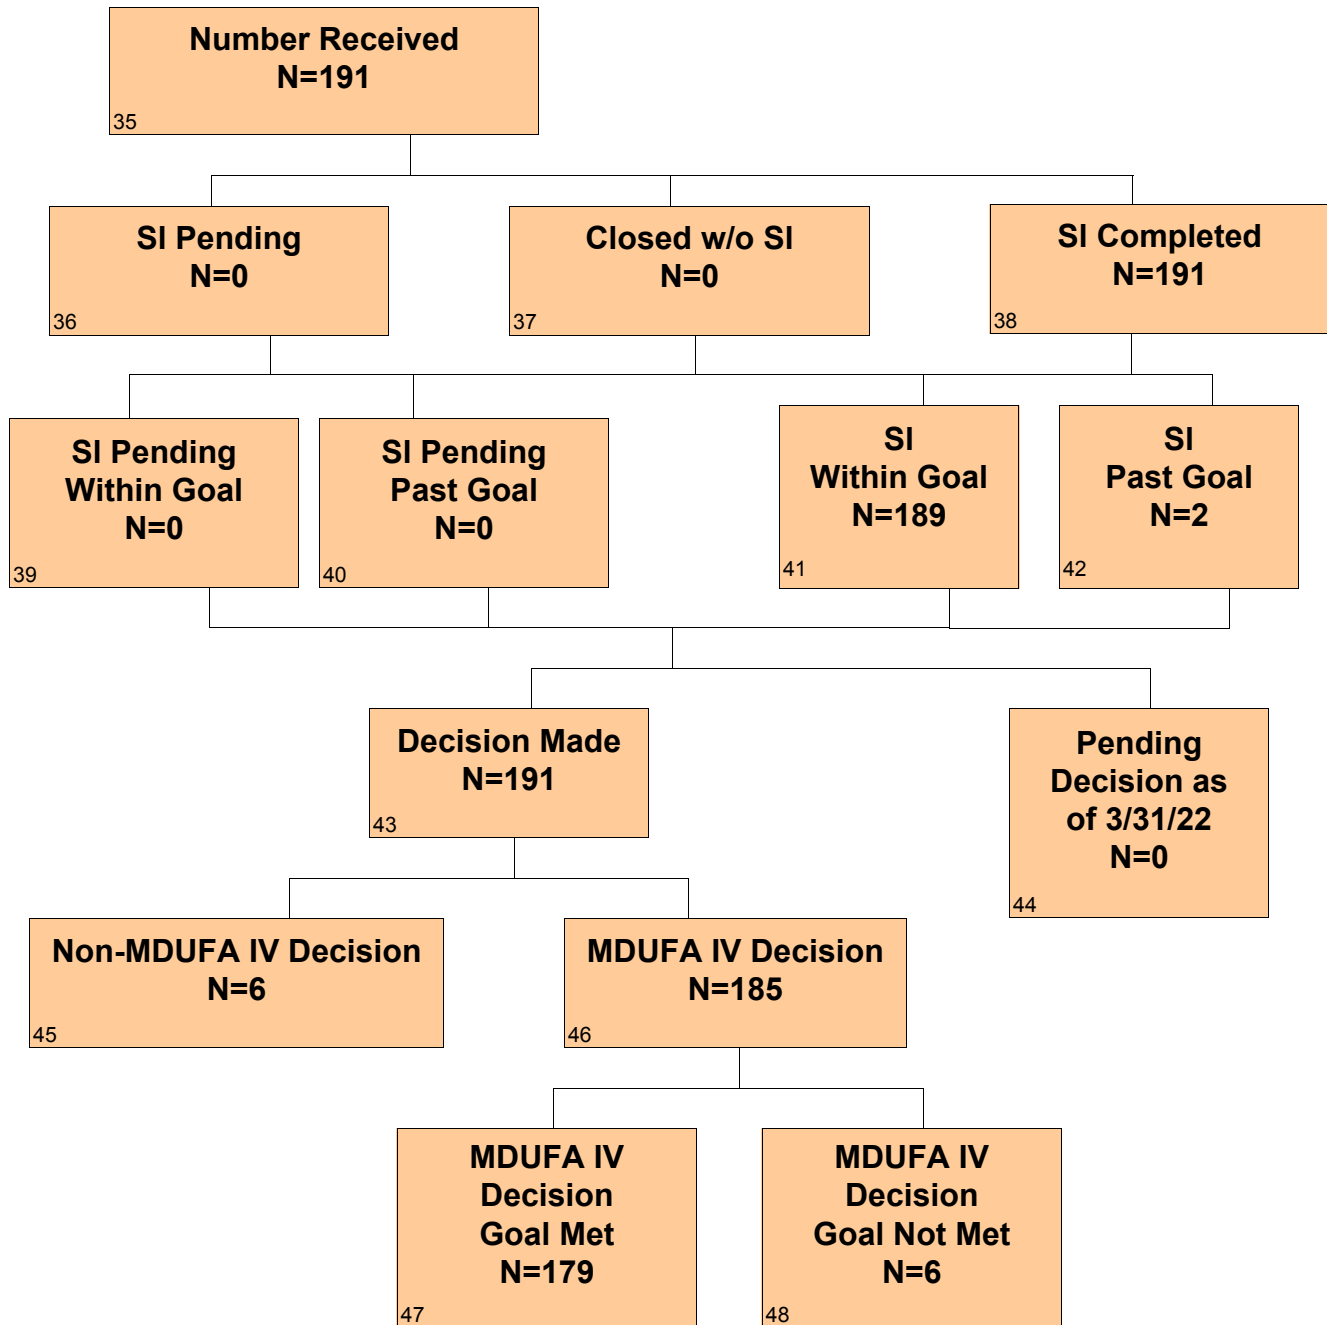 Number Received
N=191
35
SI Pending
N=0
36
Closed w/o SI
N=0
37
SI Completed
N=191
38
SI Pending
Within Goal
N=0
39
SI Pending
Past Goal
N=0
40
SI
Within Goal
N=189
41
SI
Past Goal
N=2
42
Decision Made
N=191
43
Pending
Decision as
of 3/31/22
N=0
44
Non-MDUFA IV Decision
N=6
45
MDUFA IV Decision
N=185
46
MDUFA IV
Decision
Goal Met
N=179
47
MDUFA IV
Decision
Goal Not Met
N=6
48